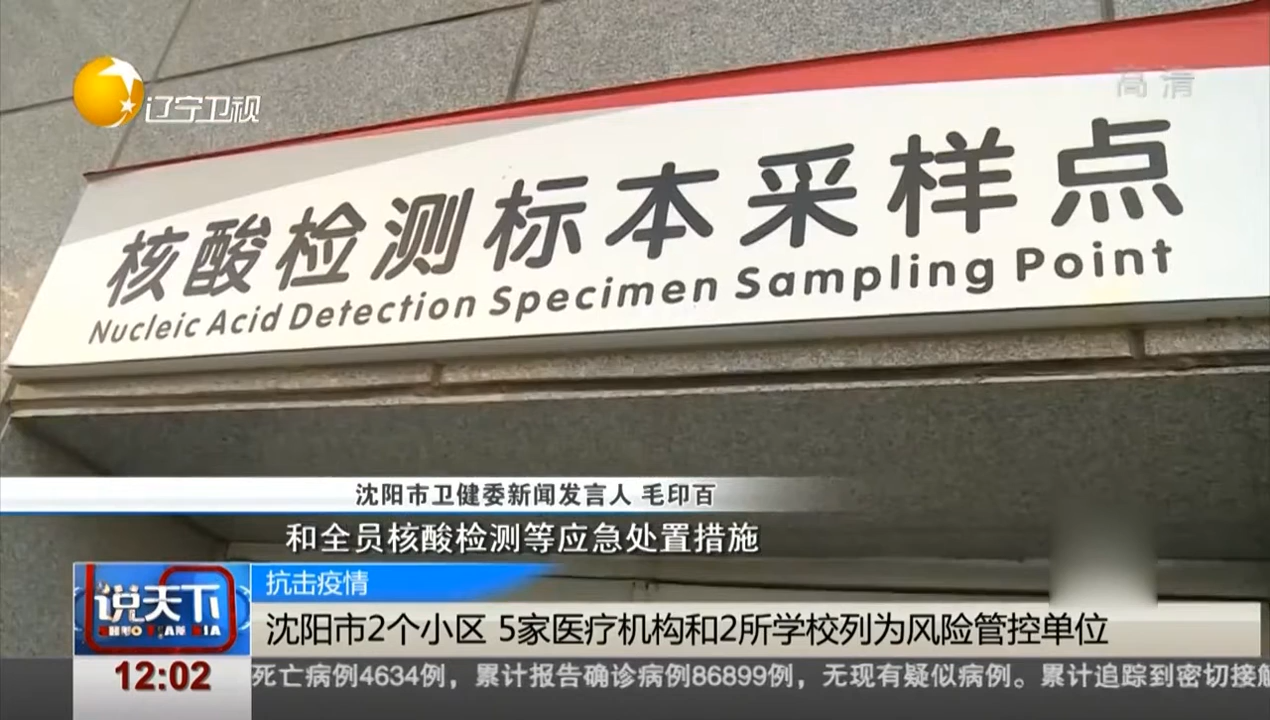 辽宁卫视
高清
核酸检测标本采样点
Nucleic Acid Detection Specimen Sampling Point
沈阳市卫健委新闻发言人 毛印百
和全员核酸检测等应急处置措施
抗击疫情
说天下
SHUO TIAN XIA
沈阳市2个小区 5家医疗机构和2所学校列为风险管控单位
12:02
死亡病例4634例，累计报告确诊病例86899例，无现有疑似病例。累计追踪到密切接触